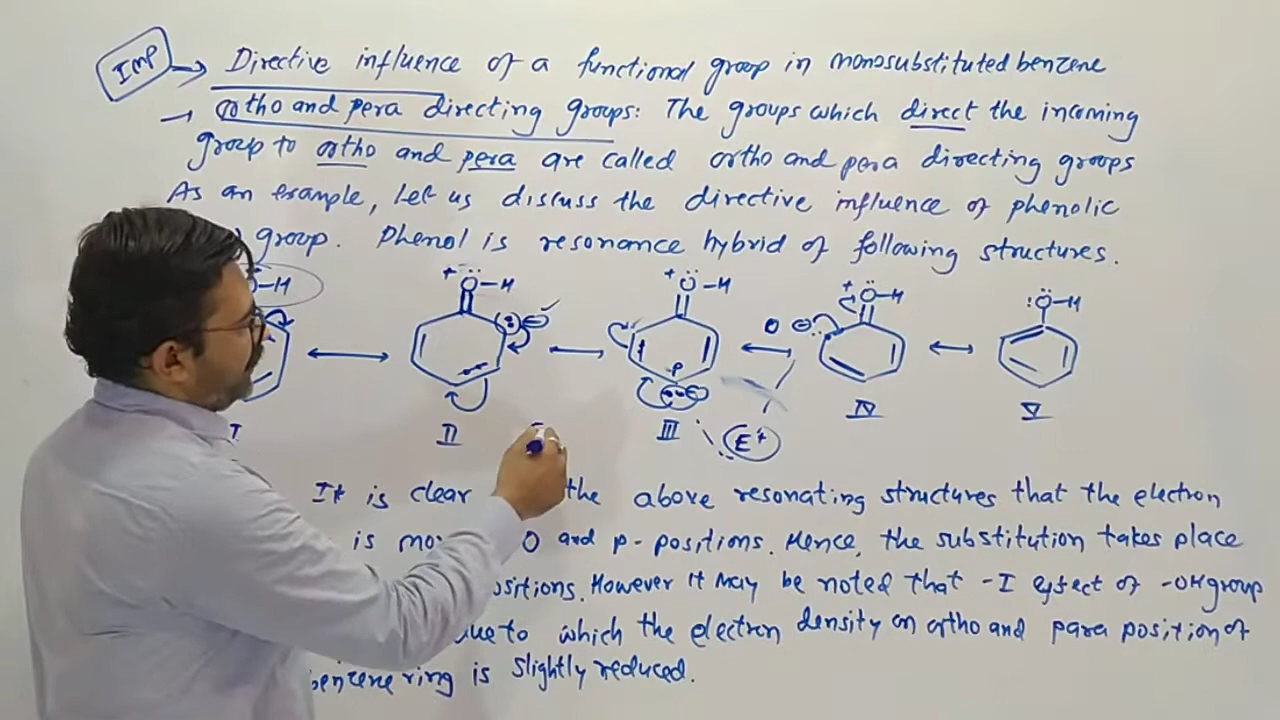 IMP → Directive influence of a functional group in monosubstituted benzene
→ ortho and pera directing groups: The groups which direct the incoming
group to ortho and pera are called ortho and pera directing groups
As an example, Let us discuss the directive influence of phenolic
group. Phenol is resonance hybrid of following structures.
-H + Ö-H + Ö-H + Ö-H :Ö-H
O
P
E+
I II III IV V
It is clear the above resonating structures that the electron
is mo O and p-positions. Hence, the substitution takes place
ositions. However it may be noted that -I effect of -OH group
due to which the electron density on ortho and para position of
benzene ring is slightly reduced.